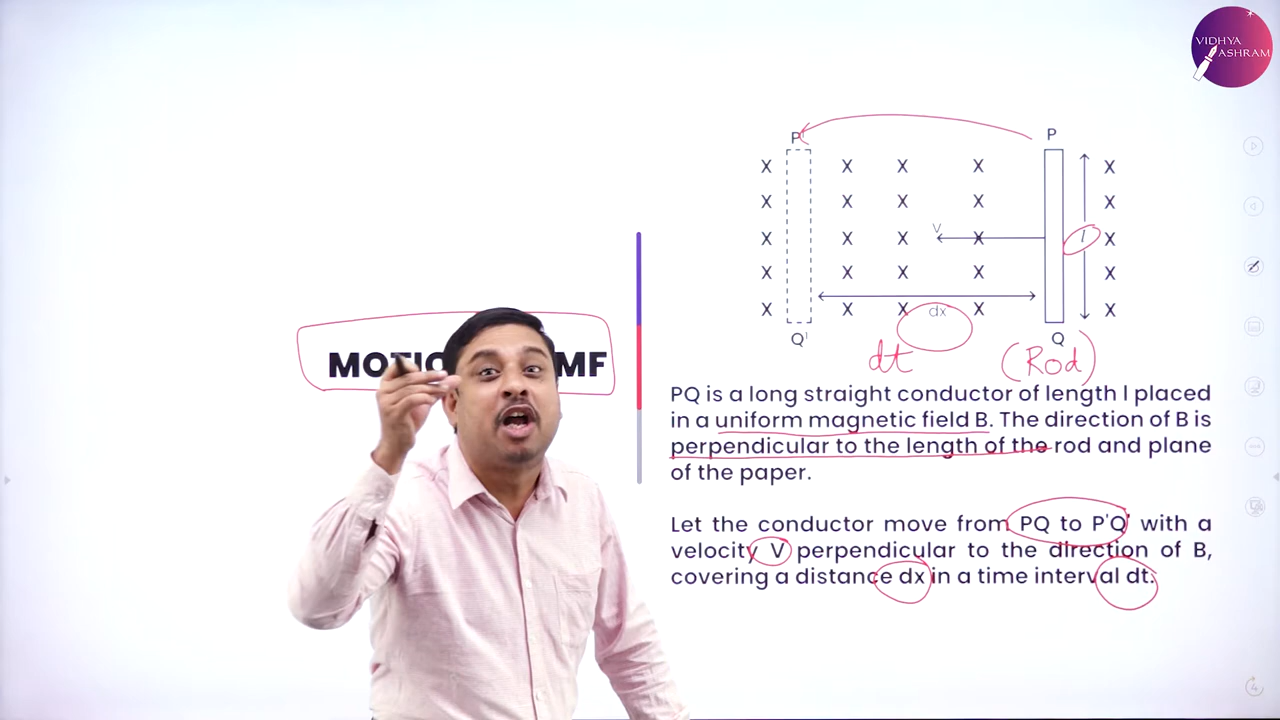 VIDHYA
ASHRAM
P' P
X X X X X
X X X X X
V
X X X X l X
X X X X X
X X X dx X X
Q' Q
dt (Rod)
PQ is a long straight conductor of length l placed
in a uniform magnetic field B. The direction of B is
perpendicular to the length of the rod and plane
of the paper.
Let the conductor move from PQ to P'Q' with a
velocity V perpendicular to the direction of B,
covering a distance dx in a time interval dt.